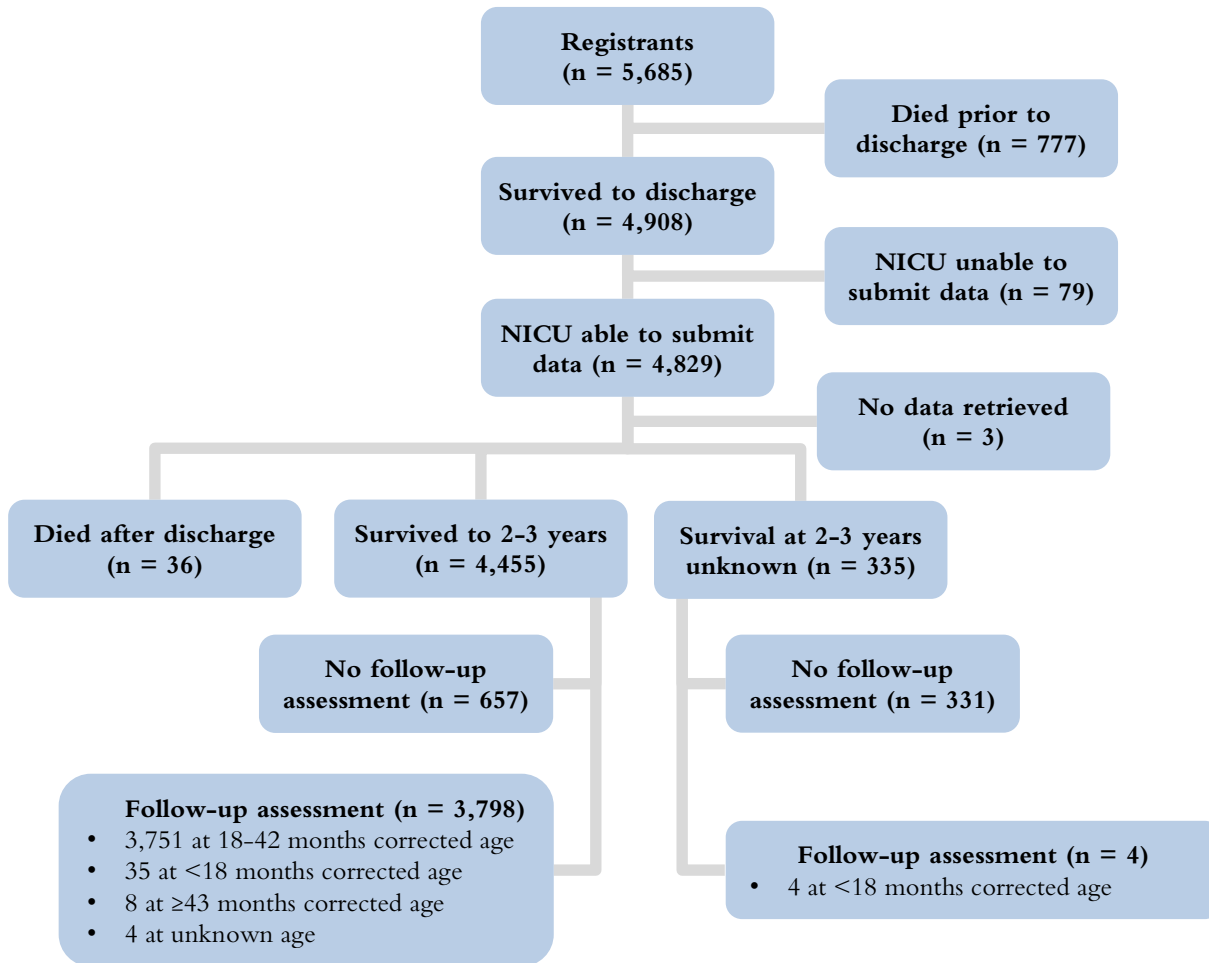 Registrants
(n = 5,685)
Died prior to
discharge (n = 777)
Survived to discharge
(n = 4,908)
NICU unable to
submit data (n = 79)
NICU able to submit
data (n = 4,829)
No data retrieved
(n = 3)
Died after discharge
(n = 36)
Survived to 2-3 years
(n = 4,455)
Survival at 2-3 years
unknown (n = 335)
No follow-up
assessment (n = 657)
No follow-up
assessment (n = 331)
Follow-up assessment (n = 3,798)
• 3,751 at 18-42 months corrected age
• 35 at <18 months corrected age
• 8 at ≥43 months corrected age
• 4 at unknown age
Follow-up assessment (n = 4)
• 4 at <18 months corrected age